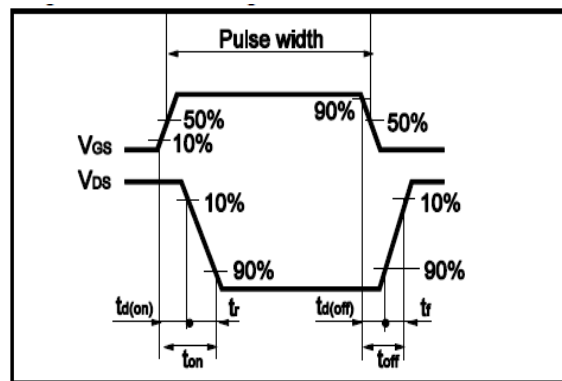 Pulse width
90%
50% 50%
10%
VGS
VDS
10% 10%
90% 90%
td(on) tr td(off) tf
ton toff